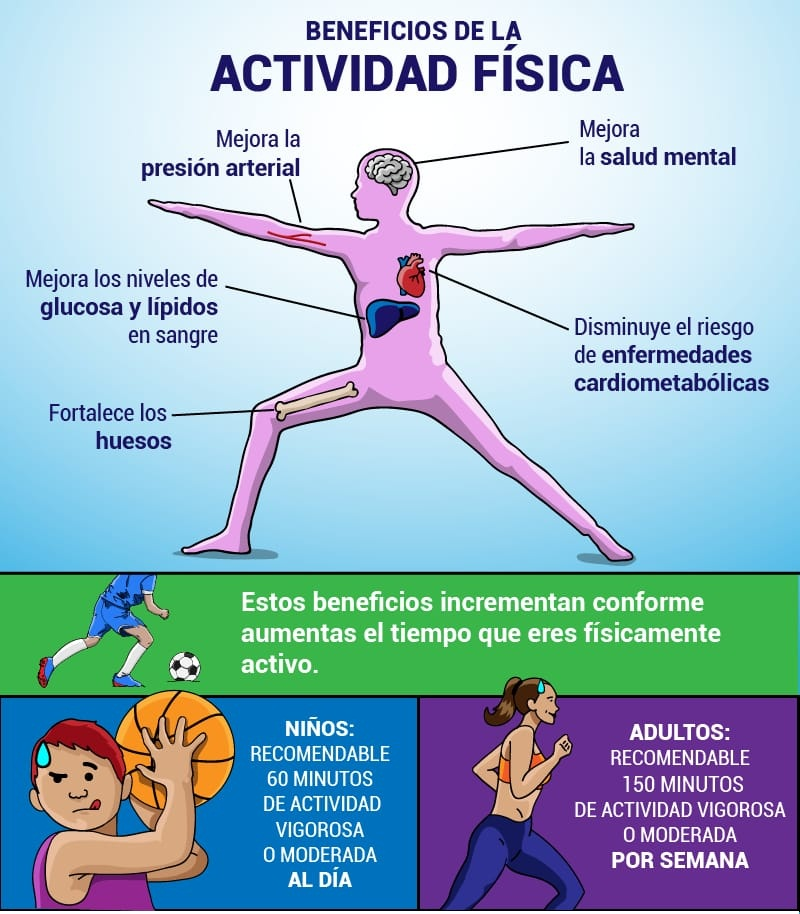 BENEFICIOS DE LA
ACTIVIDAD FÍSICA
Mejora la
presión arterial
Mejora
la salud mental
Mejora los niveles de
glucosa y lípidos
en sangre
Disminuye el riesgo
de enfermedades
cardiometabólicas
Fortalece los
huesos
Estos beneficios incrementan conforme
aumentas el tiempo que eres físicamente
activo.
NIÑOS:
RECOMENDABLE
60 MINUTOS
DE ACTIVIDAD
VIGOROSA
O MODERADA
AL DÍA
ADULTOS:
RECOMENDABLE
150 MINUTOS
DE ACTIVIDAD VIGOROSA
O MODERADA
POR SEMANA